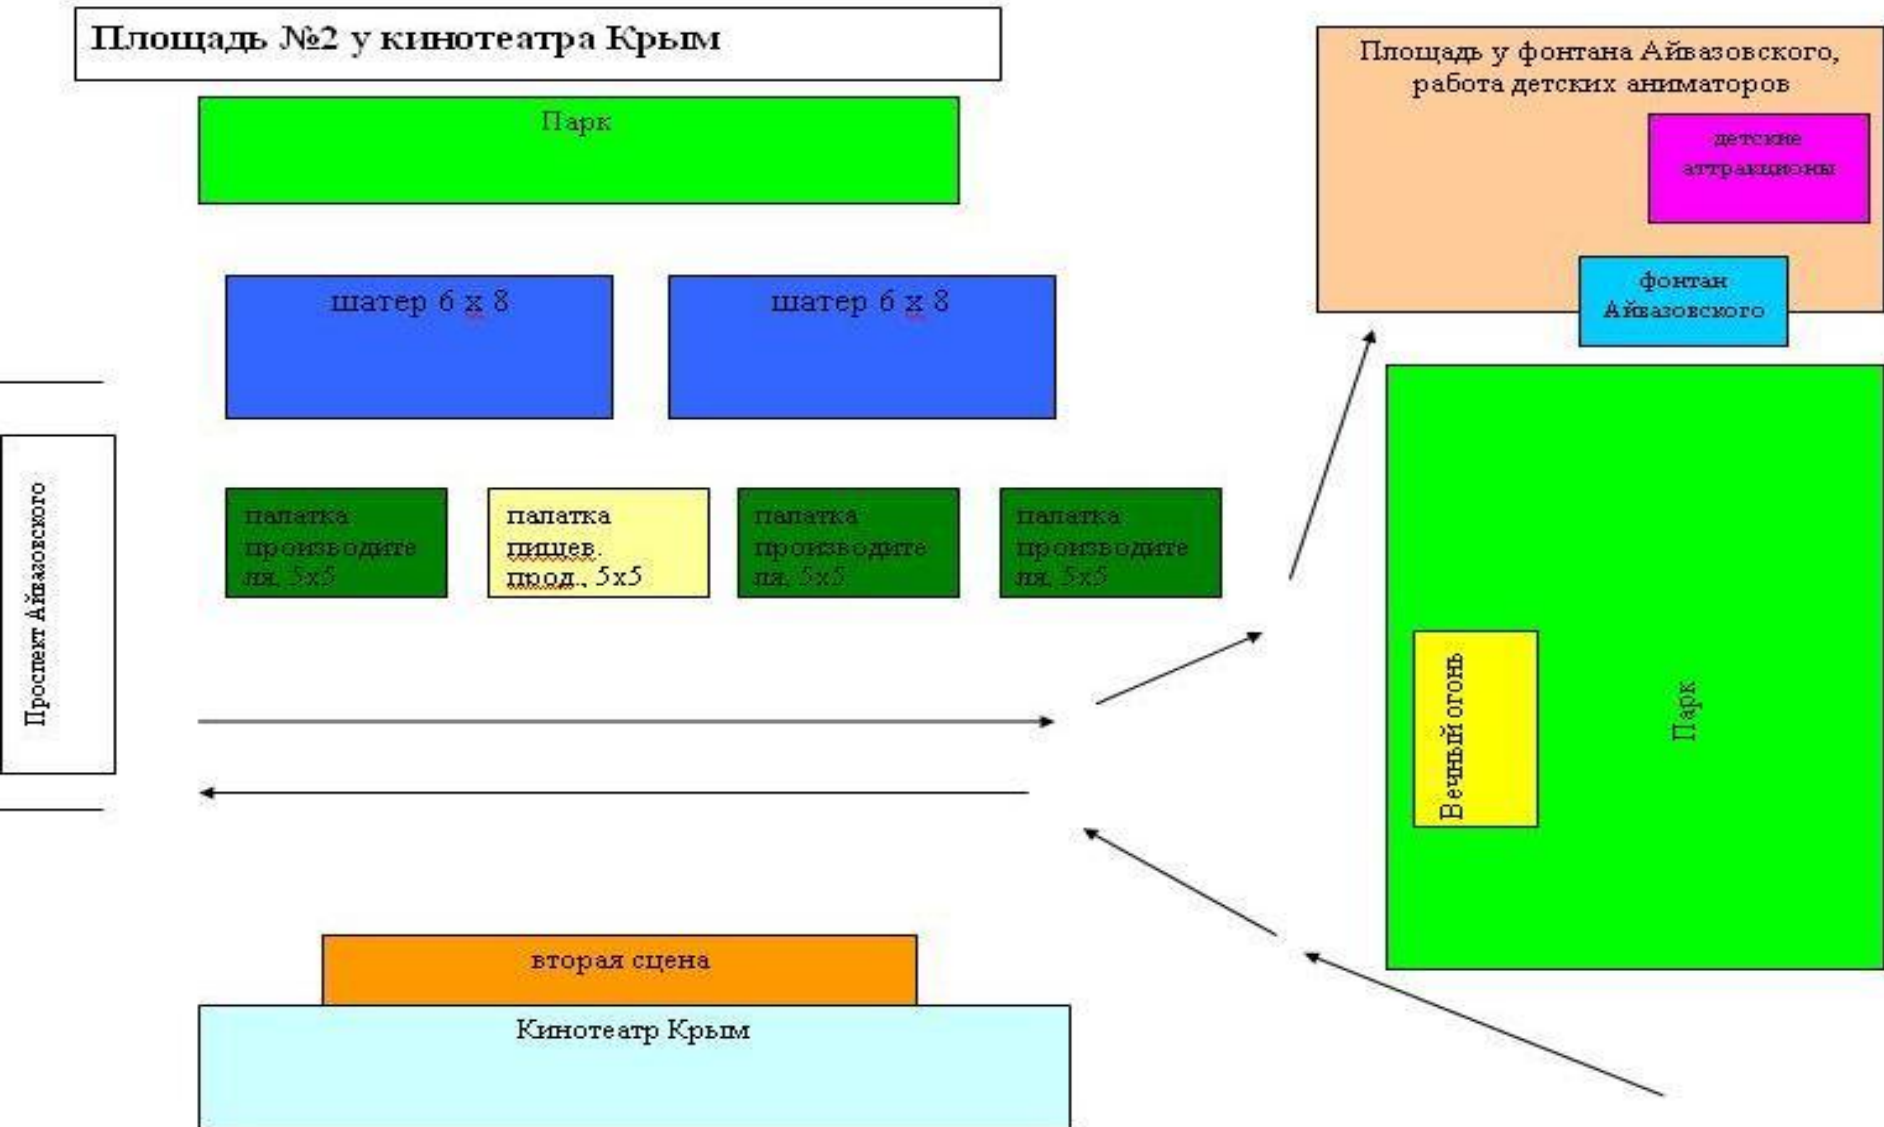 Площадь №2 у кинотеатра Крым
Парк
шатер 6 х 8
шатер 6 х 8
Проспект Айвазовского
палатка
производите
ля, 5х5
палатка
пищев.
прод., 5х5
палатка
производите
ля, 5х5
палатка
производите
ля, 5х5
вторая сцена
Кинотеатр Крым
Площадь у фонтана Айвазовского,
работа детских аниматоров
детские
аттракционы
фонтан
Айвазовского
Вечный огонь
Парк